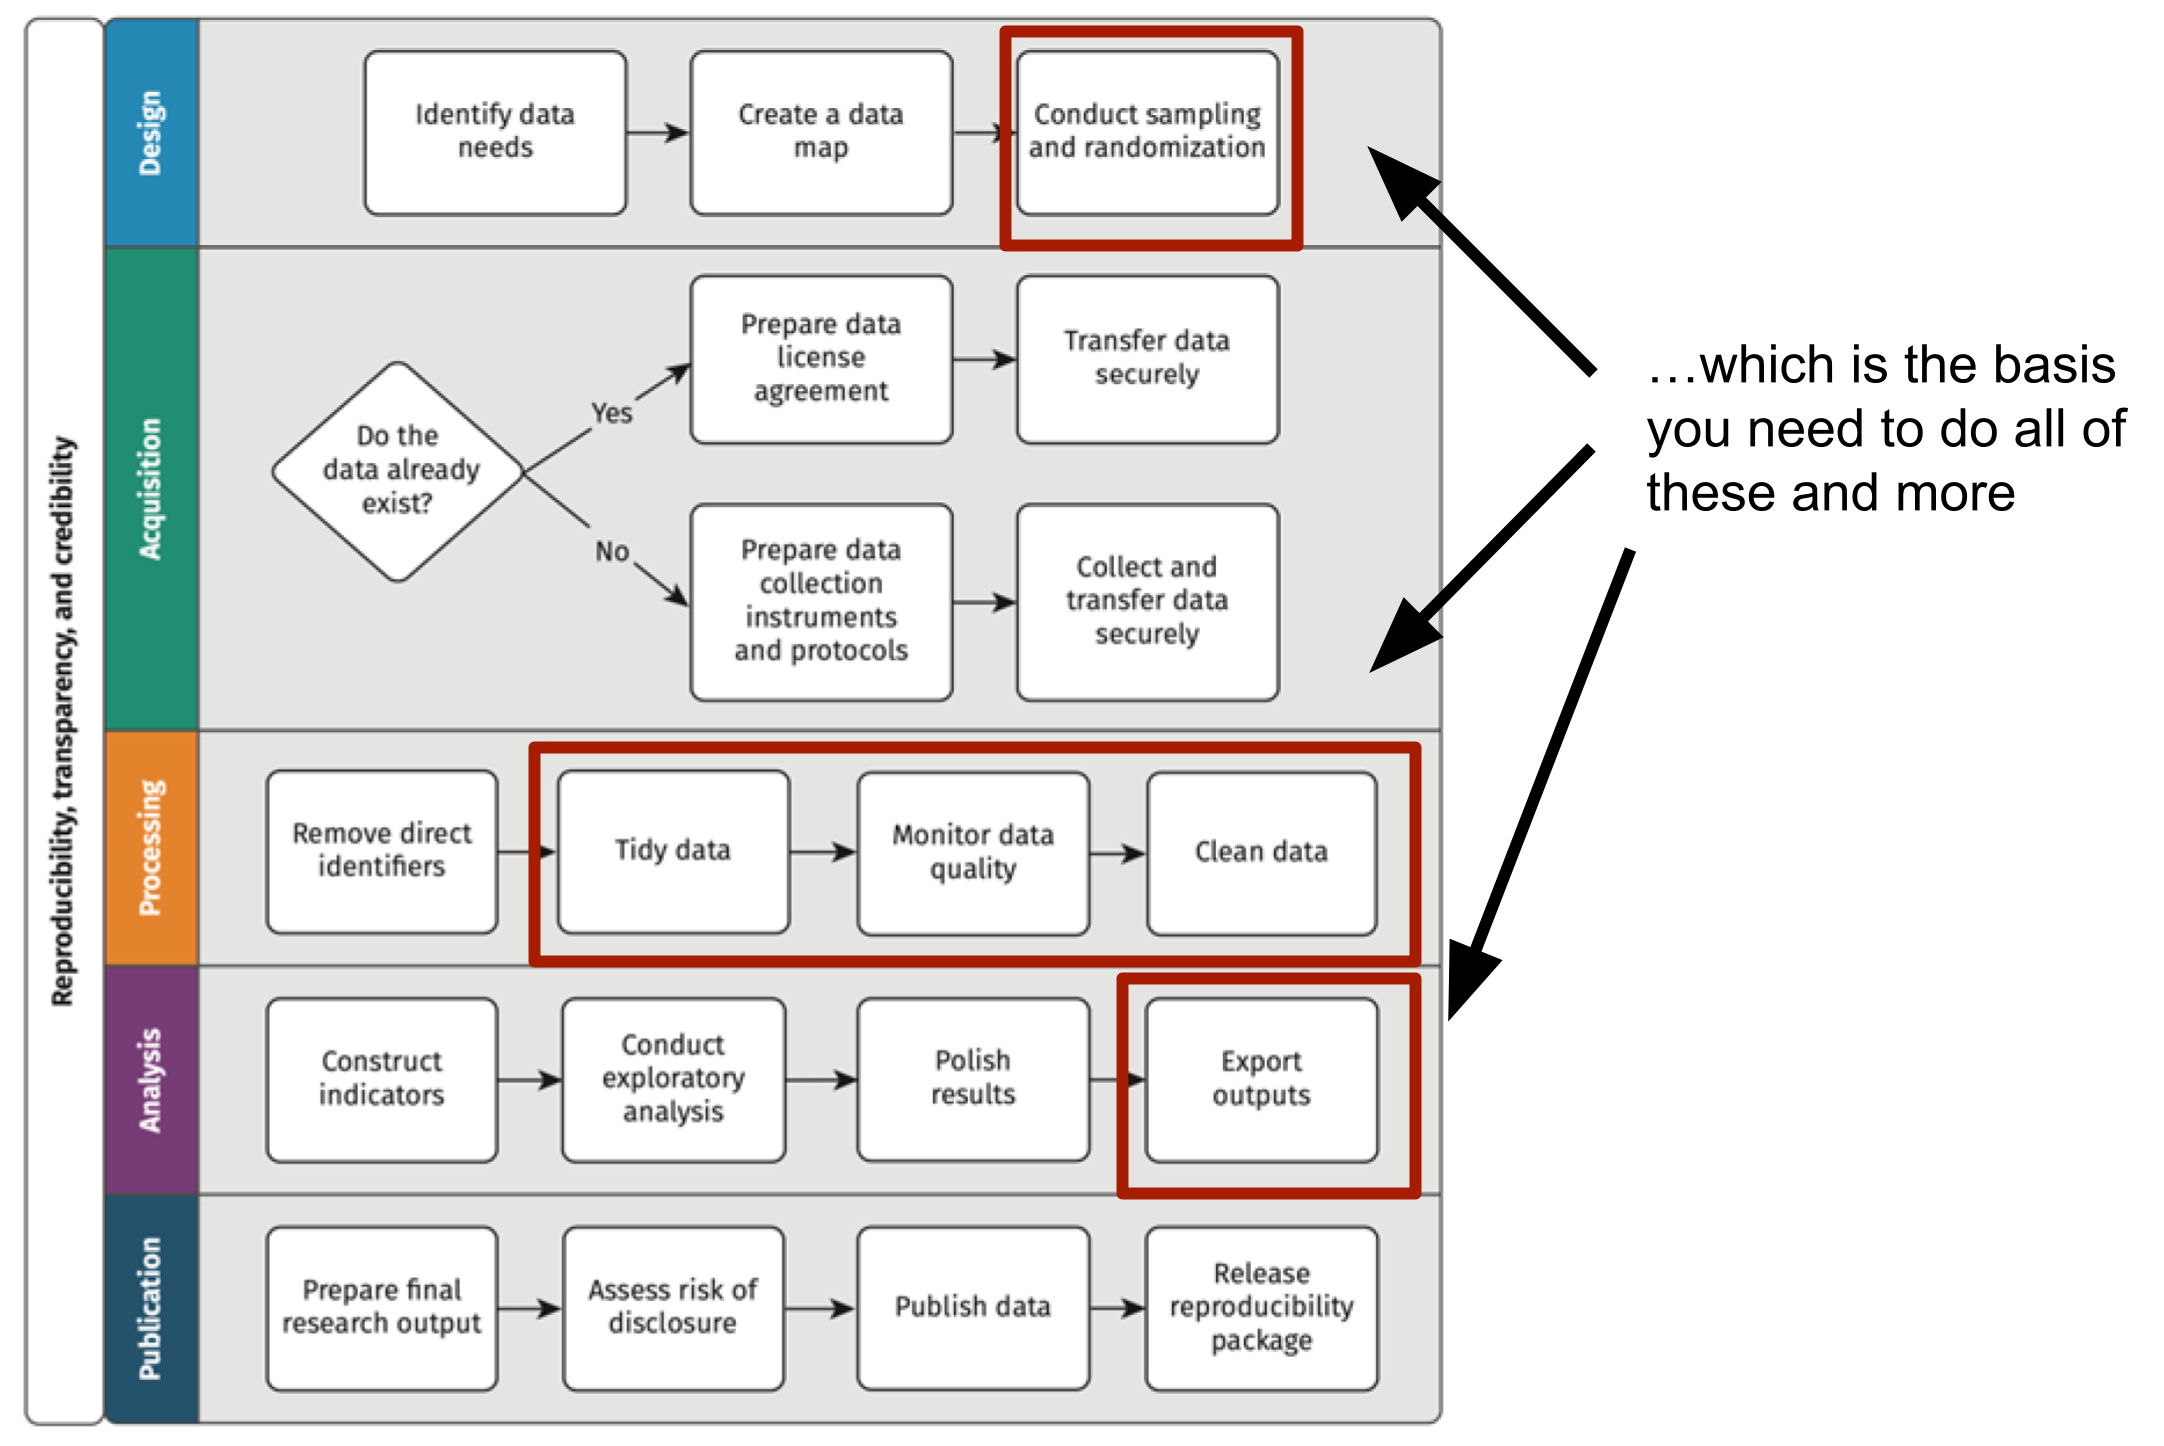 Reproducibility, transparency, and credibility
Design
Identify data
needs
Create a data
map
Conduct sampling
and randomization
Acquisition
Do the
data already
exist?
Yes
Prepare data
license
agreement
Transfer data
securely
No
Prepare data
collection
instruments
and protocols
Collect and
transfer data
securely
…which is the basis
you need to do all of
these and more
Processing
Remove direct
identifiers
Tidy data
Monitor data
quality
Clean data
Analysis
Construct
indicators
Conduct
exploratory
analysis
Polish
results
Export
outputs
Publication
Prepare final
research output
Assess risk of
disclosure
Publish data
Release
reproducibility
package